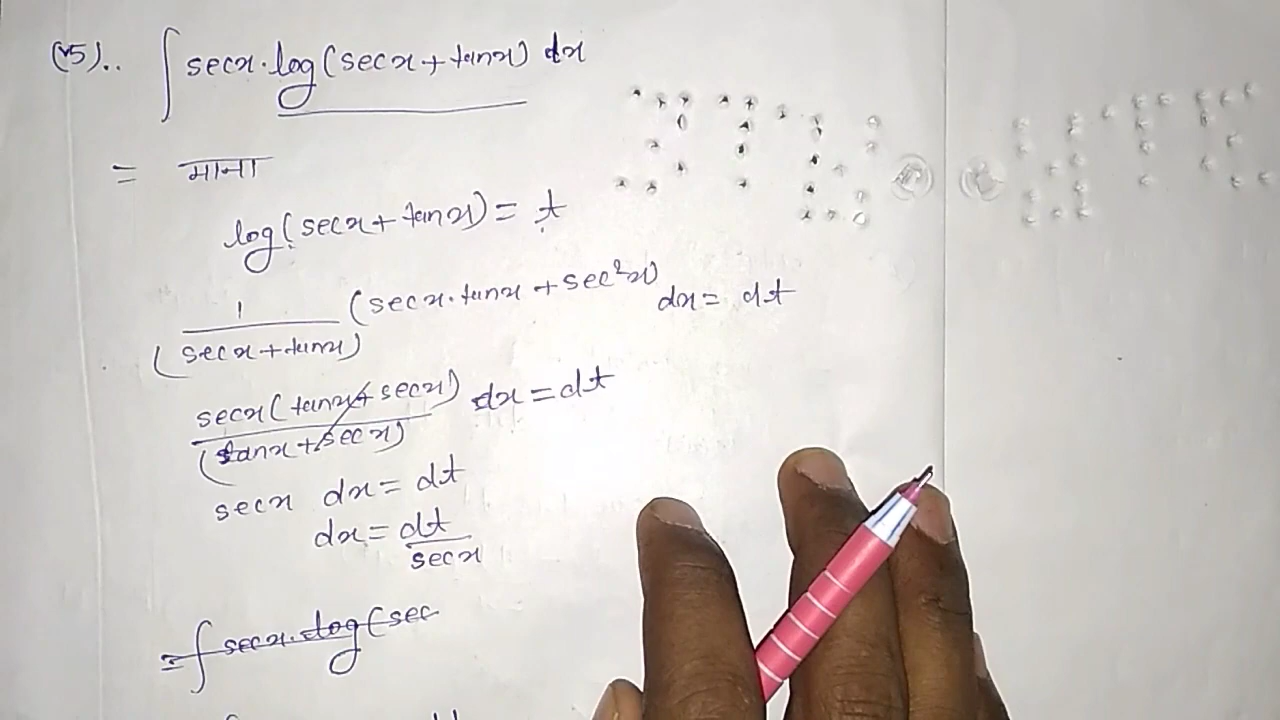 (v5).. ∫ secx.log(secx+tanx) dx
= माना
log(secx+tanx) = t
1/(secx+tanx) (secx.tanx+sec²x) dx = dt
secx(tanx+secx)/(tanx+secx) dx = dt
secx dx = dt
dx = dt/secx
= ∫ secx.log(sec